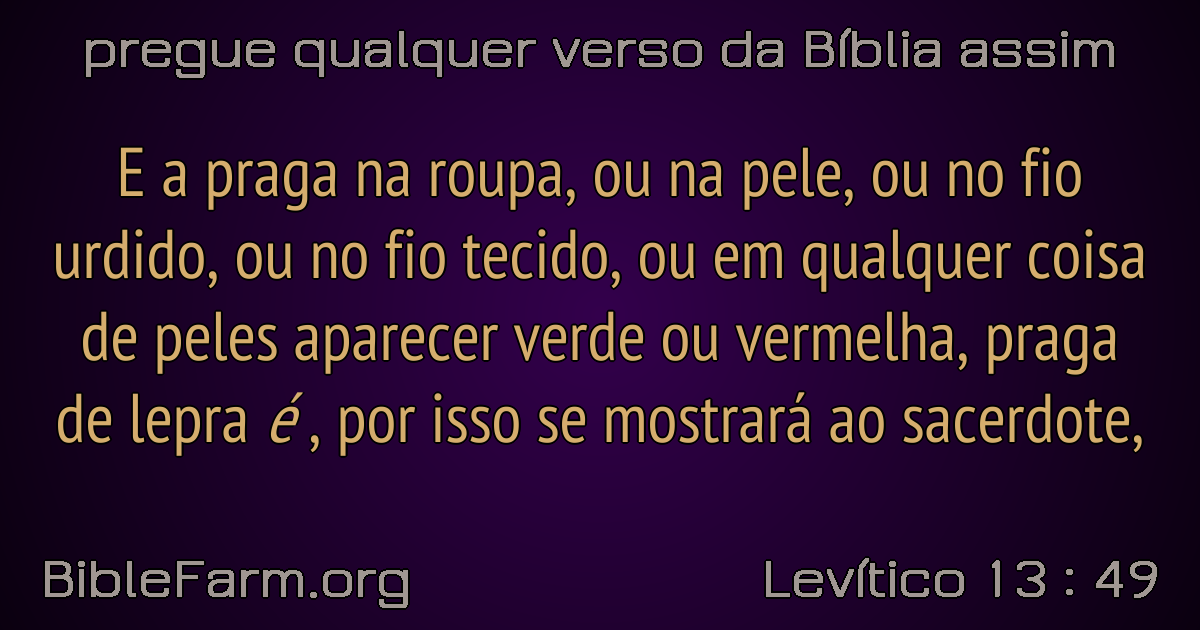 pregue qualquer verso da Bíblia assim
E a praga na roupa, ou na pele, ou no fio
urdido, ou no fio tecido, ou em qualquer coisa
de peles aparecer verde ou vermelha, praga
de lepra é , por isso se mostrará ao sacerdote,
BibleFarm.org
Levítico 13 : 49